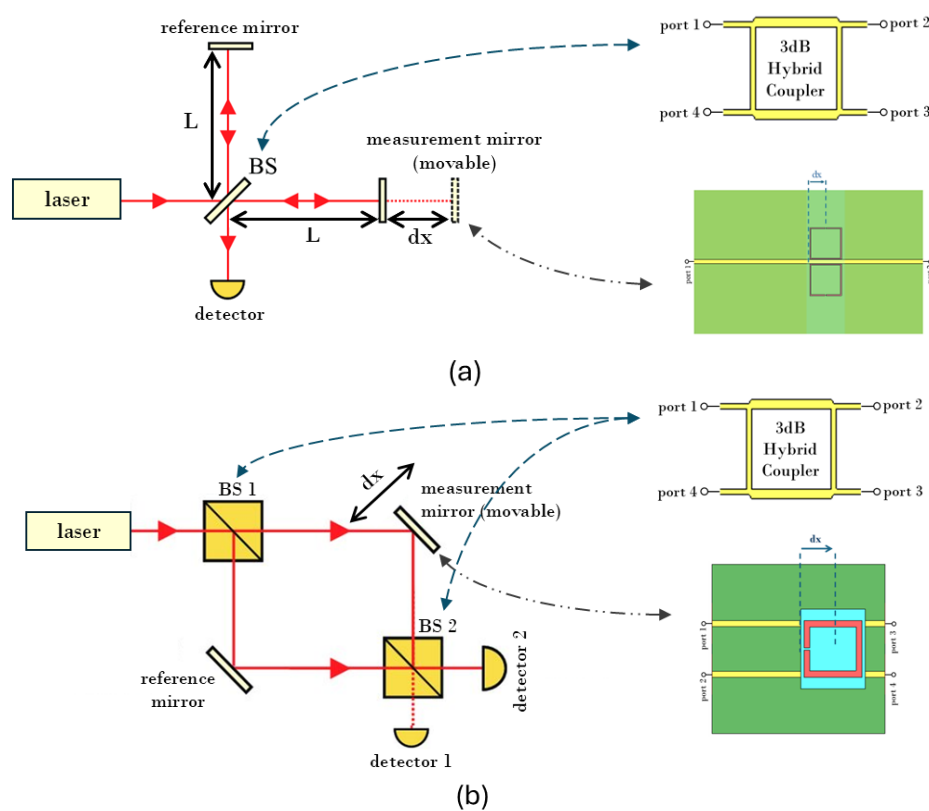 reference mirror
port 1
port 2
3dB
Hybrid
Coupler
port 4
port 3
L
BS
measurement mirror
(movable)
laser
L
dx
detector
dx
port 1
(a)
port 1
port 2
3dB
Hybrid
Coupler
port 4
port 3
BS 1
dx
measurement
mirror (movable)
laser
BS 2
reference
mirror
detector 2
detector 1
dx
port 1
port 3
port 2
port 4
(b)